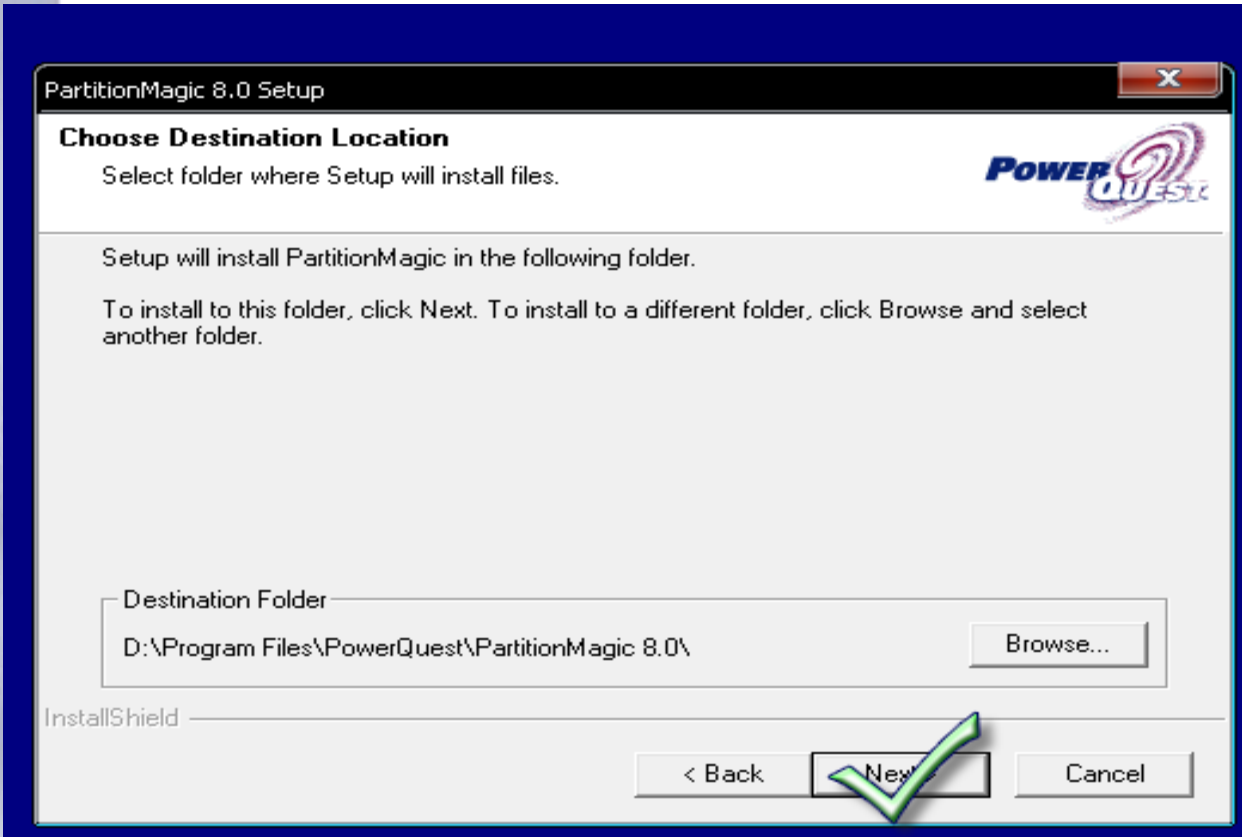 PartitionMagic 8.0 Setup
Choose Destination Location
Select folder where Setup will install files.
POWERQUEST
Setup will install PartitionMagic in the following folder.
To install to this folder, click Next. To install to a different folder, click Browse and select
another folder.
Destination Folder
D:\Program Files\PowerQuest\PartitionMagic 8.0\
Browse...
InstallShield
< Back
Next >
Cancel